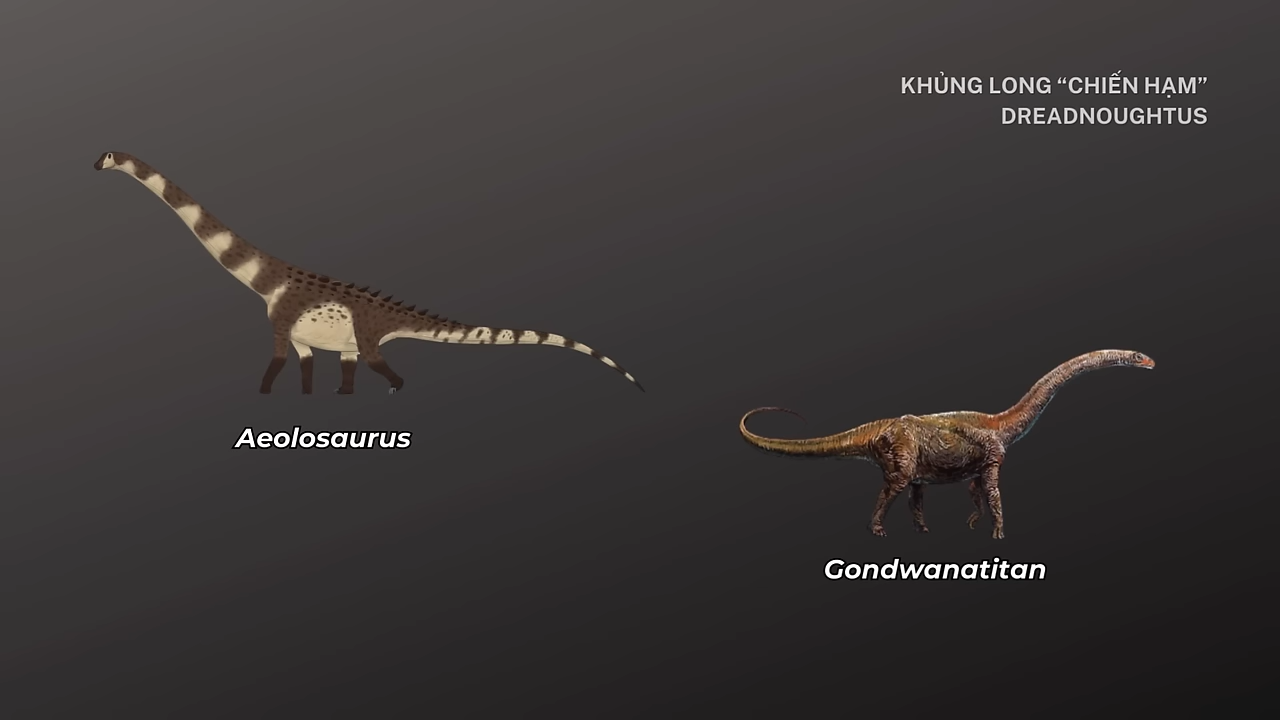 KHỦNG LONG “CHIẾN HẠM”
DREADNOUGHTUS
Aeolosaurus
Gondwanatitan